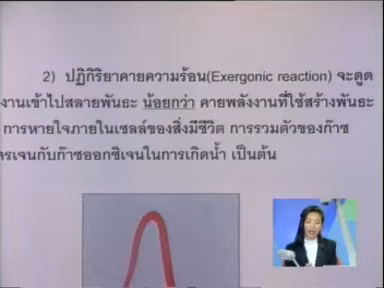 2) ปฏิกิริยาคายความร้อน(Exergonic reaction) จะดูด
งานเข้าไปสลายพันธะ น้อยกว่า คายพลังงานที่ใช้สร้างพันธะ
การหายใจภายในเซลล์ของสิ่งมีชีวิต การรวมตัวของก๊าซ
รเจนกับก๊าซออกซิเจนในการเกิดน้ำ เป็นต้น